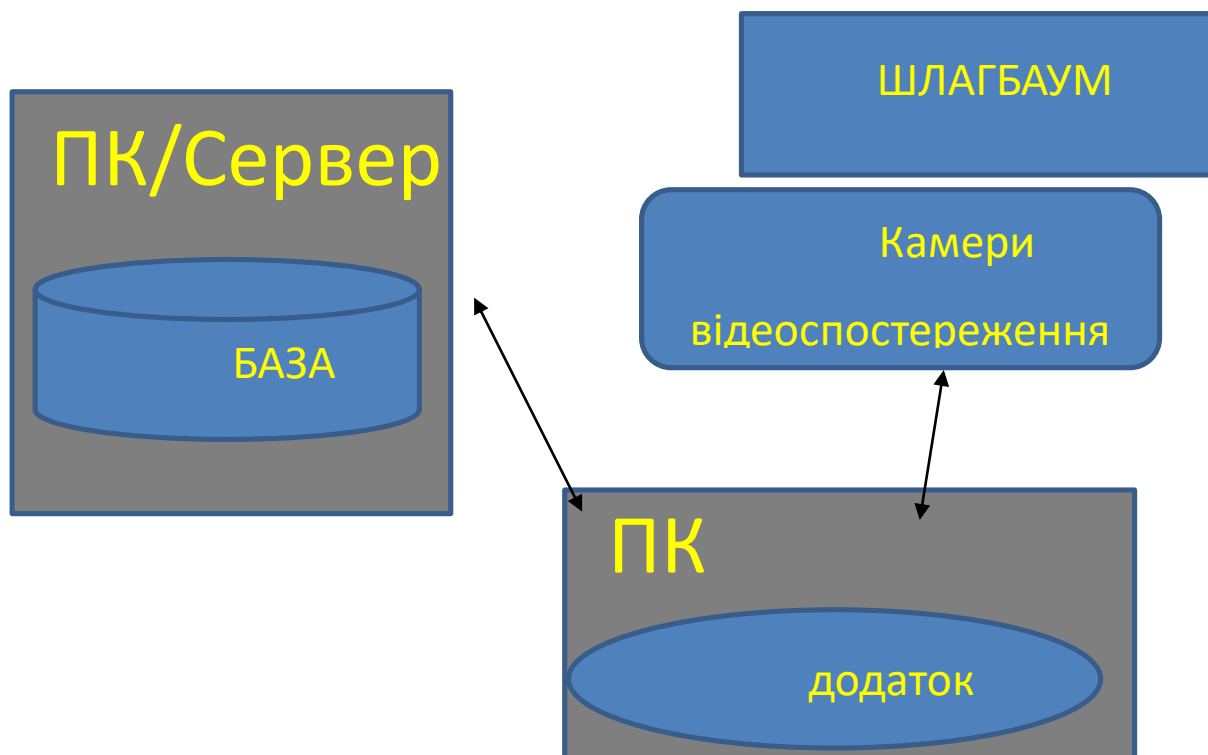 ШЛАГБАУМ
ПК/Сервер
Камери
відеоспостереження
БАЗА
ПК
додаток